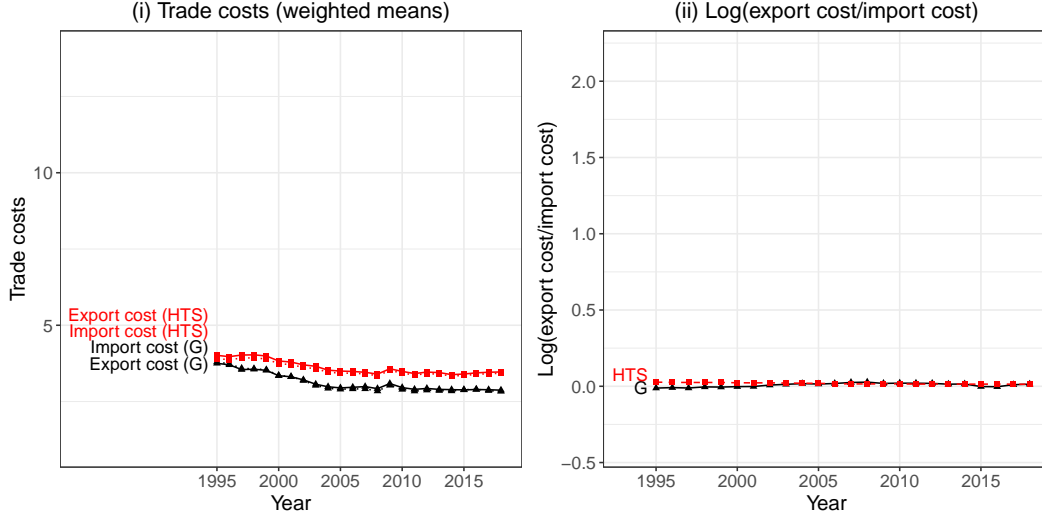 (i) Trade costs (weighted means)
Trade costs
10
5
Export cost (HTS)
Import cost (HTS)
Import cost (G)
Export cost (G)
1995 2000 2005 2010 2015
Year
(ii) Log(export cost/import cost)
Log(export cost/import cost)
2.0
1.5
1.0
0.5
0.0
−0.5
HTS
G
1995 2000 2005 2010 2015
Year